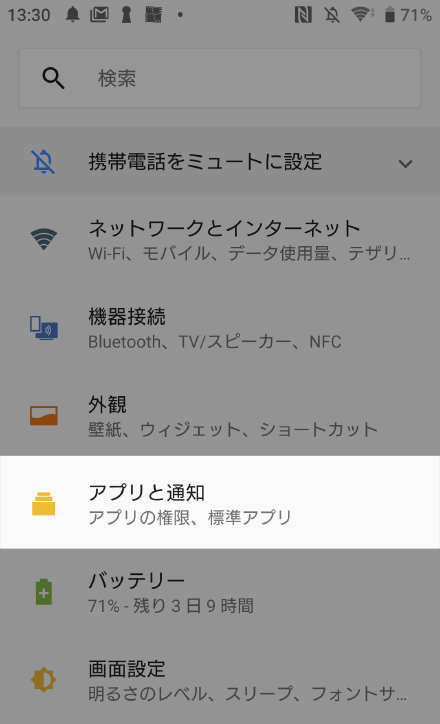 13:30 71%
検索
携帯電話をミュートに設定
ネットワークとインターネット
Wi-Fi、モバイル、データ使用量、テザリ...
機器接続
Bluetooth、TV/スピーカー、NFC
外観
壁紙、ウィジェット、ショートカット
アプリと通知
アプリの権限、標準アプリ
バッテリー
71% - 残り 3 日 9 時間
画面設定
明るさのレベル、スリープ、フォントサ...